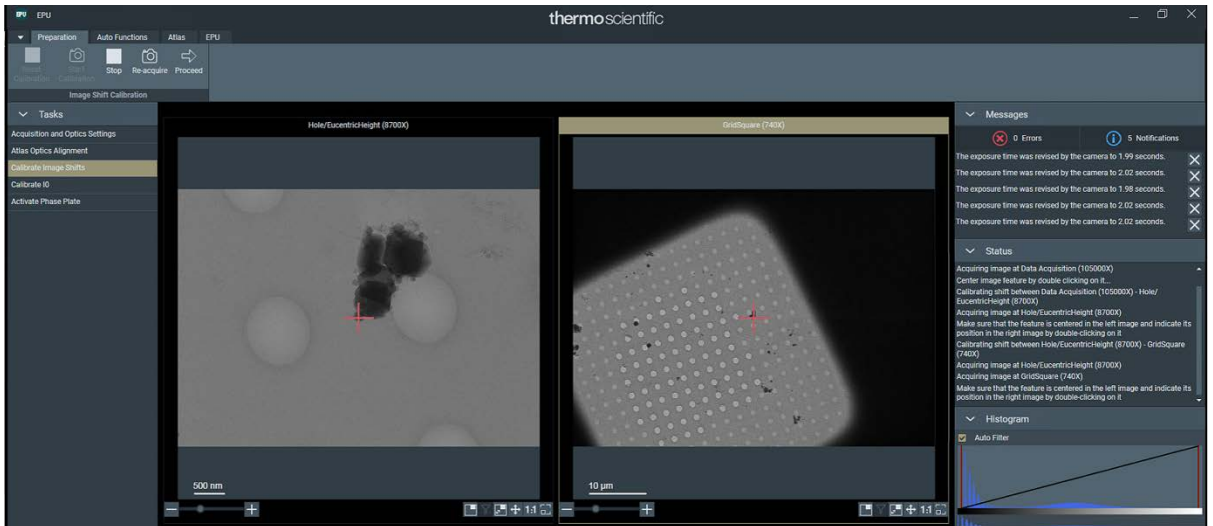 EPU EPU
thermoscientific
Preparation Auto Functions Atlas EPU
Reset Calibration
Start Calibration
Stop Re-acquire Proceed
Image Shift Calibration
Tasks
Acquisition and Optics Settings
Atlas Optics Alignment
Calibrate Image Shifts
Calibrate I0
Activate Phase Plate
Hole/EucentricHeight (8700X)
500 nm
1:1
GridSquare (740X)
10 µm
1:1
Messages
0 Errors 5 Notifications
The exposure time was revised by the camera to 1.99 seconds.
The exposure time was revised by the camera to 2.02 seconds.
The exposure time was revised by the camera to 1.98 seconds.
The exposure time was revised by the camera to 2.02 seconds.
The exposure time was revised by the camera to 2.02 seconds.
Status
Acquiring image at Data Acquisition (105000X)
Center image feature by double clicking on it...
Calibrating shift between Data Acquisition (105000X) - Hole/
EucentricHeight (8700X)
Acquiring image at Hole/EucentricHeight (8700X)
Make sure that the feature is centered in the left image and indicate its
position in the right image by double-clicking on it
Calibrating shift between Hole/EucentricHeight (8700X) - GridSquare
(740X)
Acquiring image at Hole/EucentricHeight (8700X)
Acquiring image at GridSquare (740X)
Make sure that the feature is centered in the left image and indicate its
position in the right image by double-clicking on it
Histogram
Auto Filter